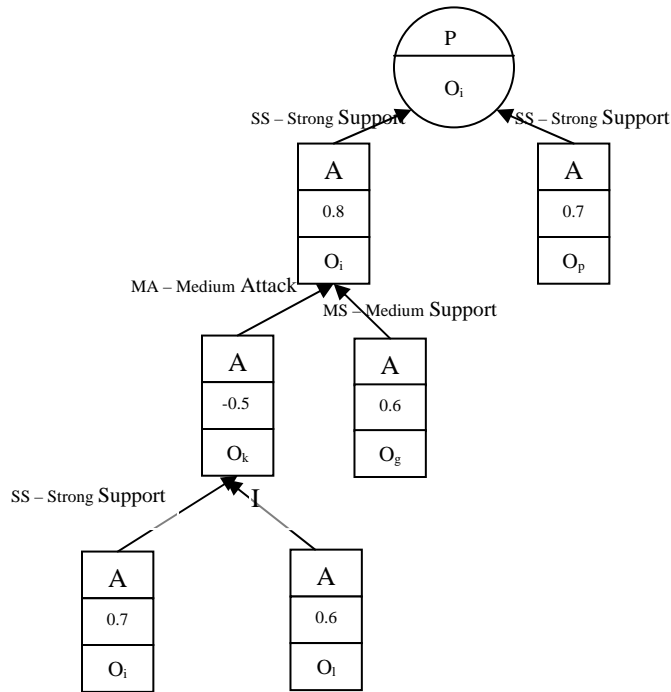 P
Oi
SS – Strong Support
SS – Strong Support
A
0.8
Oi
A
0.7
Op
MA – Medium Attack
MS – Medium Support
A
-0.5
Ok
A
0.6
Og
SS – Strong Support
I
A
0.7
Oi
A
0.6
Ol